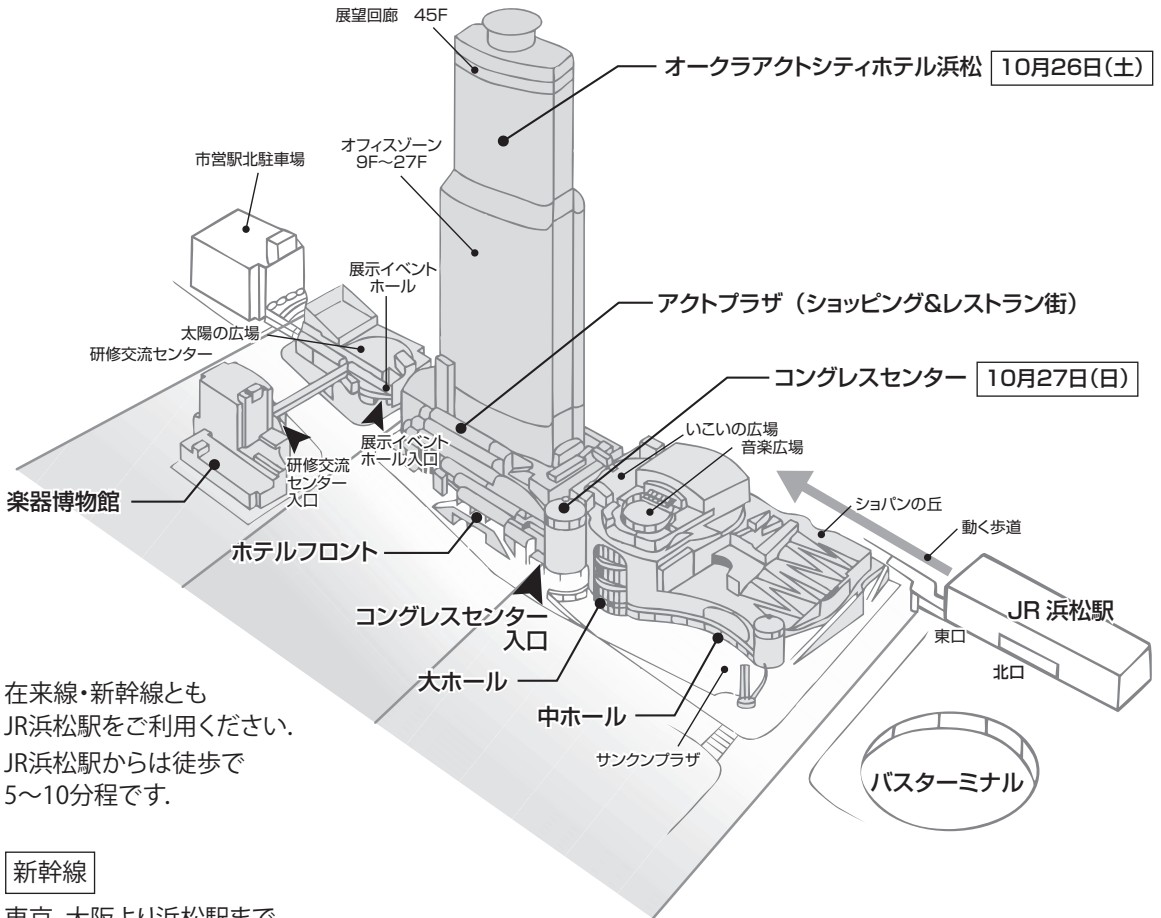 展望回廊 45F
オークラアクトシティホテル浜松 10月26日(土)
オフィスゾーン
9F〜27F
市営駅北駐車場
展示イベント
ホール
アクトプラザ（ショッピング&レストラン街）
太陽の広場
研修交流センター
コングレスセンター 10月27日(日)
いこいの広場
音楽広場
展示イベント
ホール入口
研修交流
センター
入口
楽器博物館
ショパンの丘
動く歩道
ホテルフロント
JR 浜松駅
コングレスセンター
入口
東口
北口
大ホール
中ホール
サンクンプラザ
バスターミナル
在来線・新幹線とも
JR浜松駅をご利用ください.
JR浜松駅からは徒歩で
5〜10分程です.
新幹線
東京、大阪より浜松駅まで